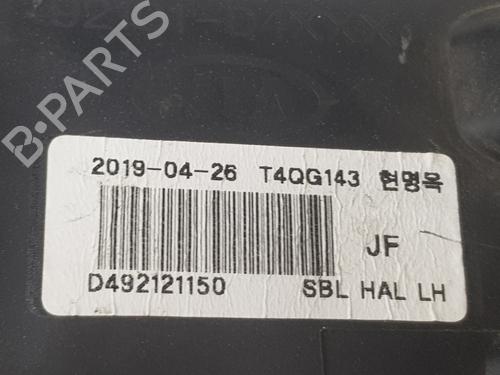 B-PARTS
2019-04-26 T4QG143 현명옥
JF
D492121150 SBL HAL LH